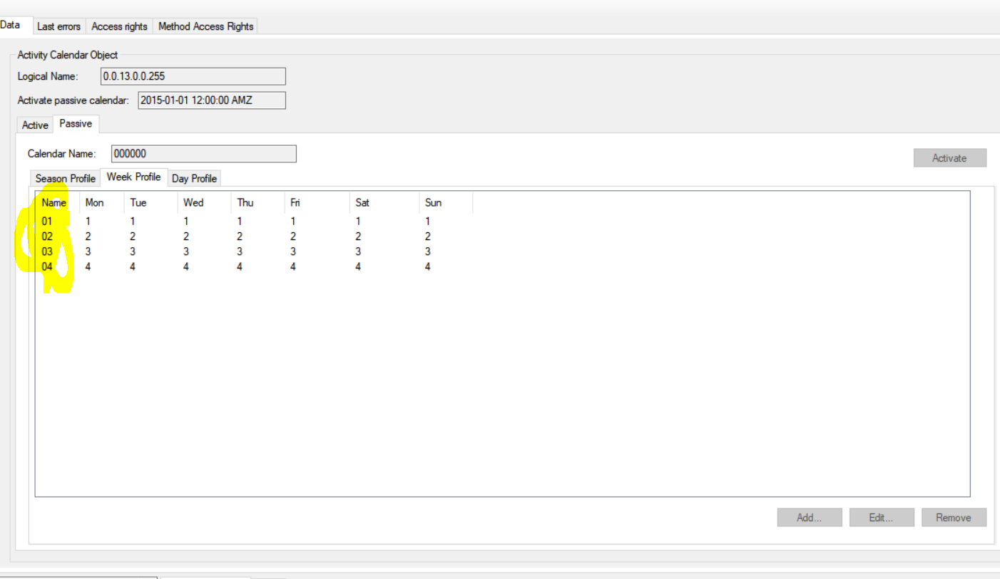 Data Last errors Access rights Method Access Rights
Activity Calendar Object
Logical Name: 0.0.13.0.0.255
Activate passive calendar: 2015-01-01 12:00:00 AMZ
Active Passive
Calendar Name: 000000
Activate
Season Profile Week Profile Day Profile
Name Mon Tue Wed Thu Fri Sat Sun
01 1 1 1 1 1 1 1
02 2 2 2 2 2 2 2
03 3 3 3 3 3 3 3
04 4 4 4 4 4 4 4
Add... Edit... Remove